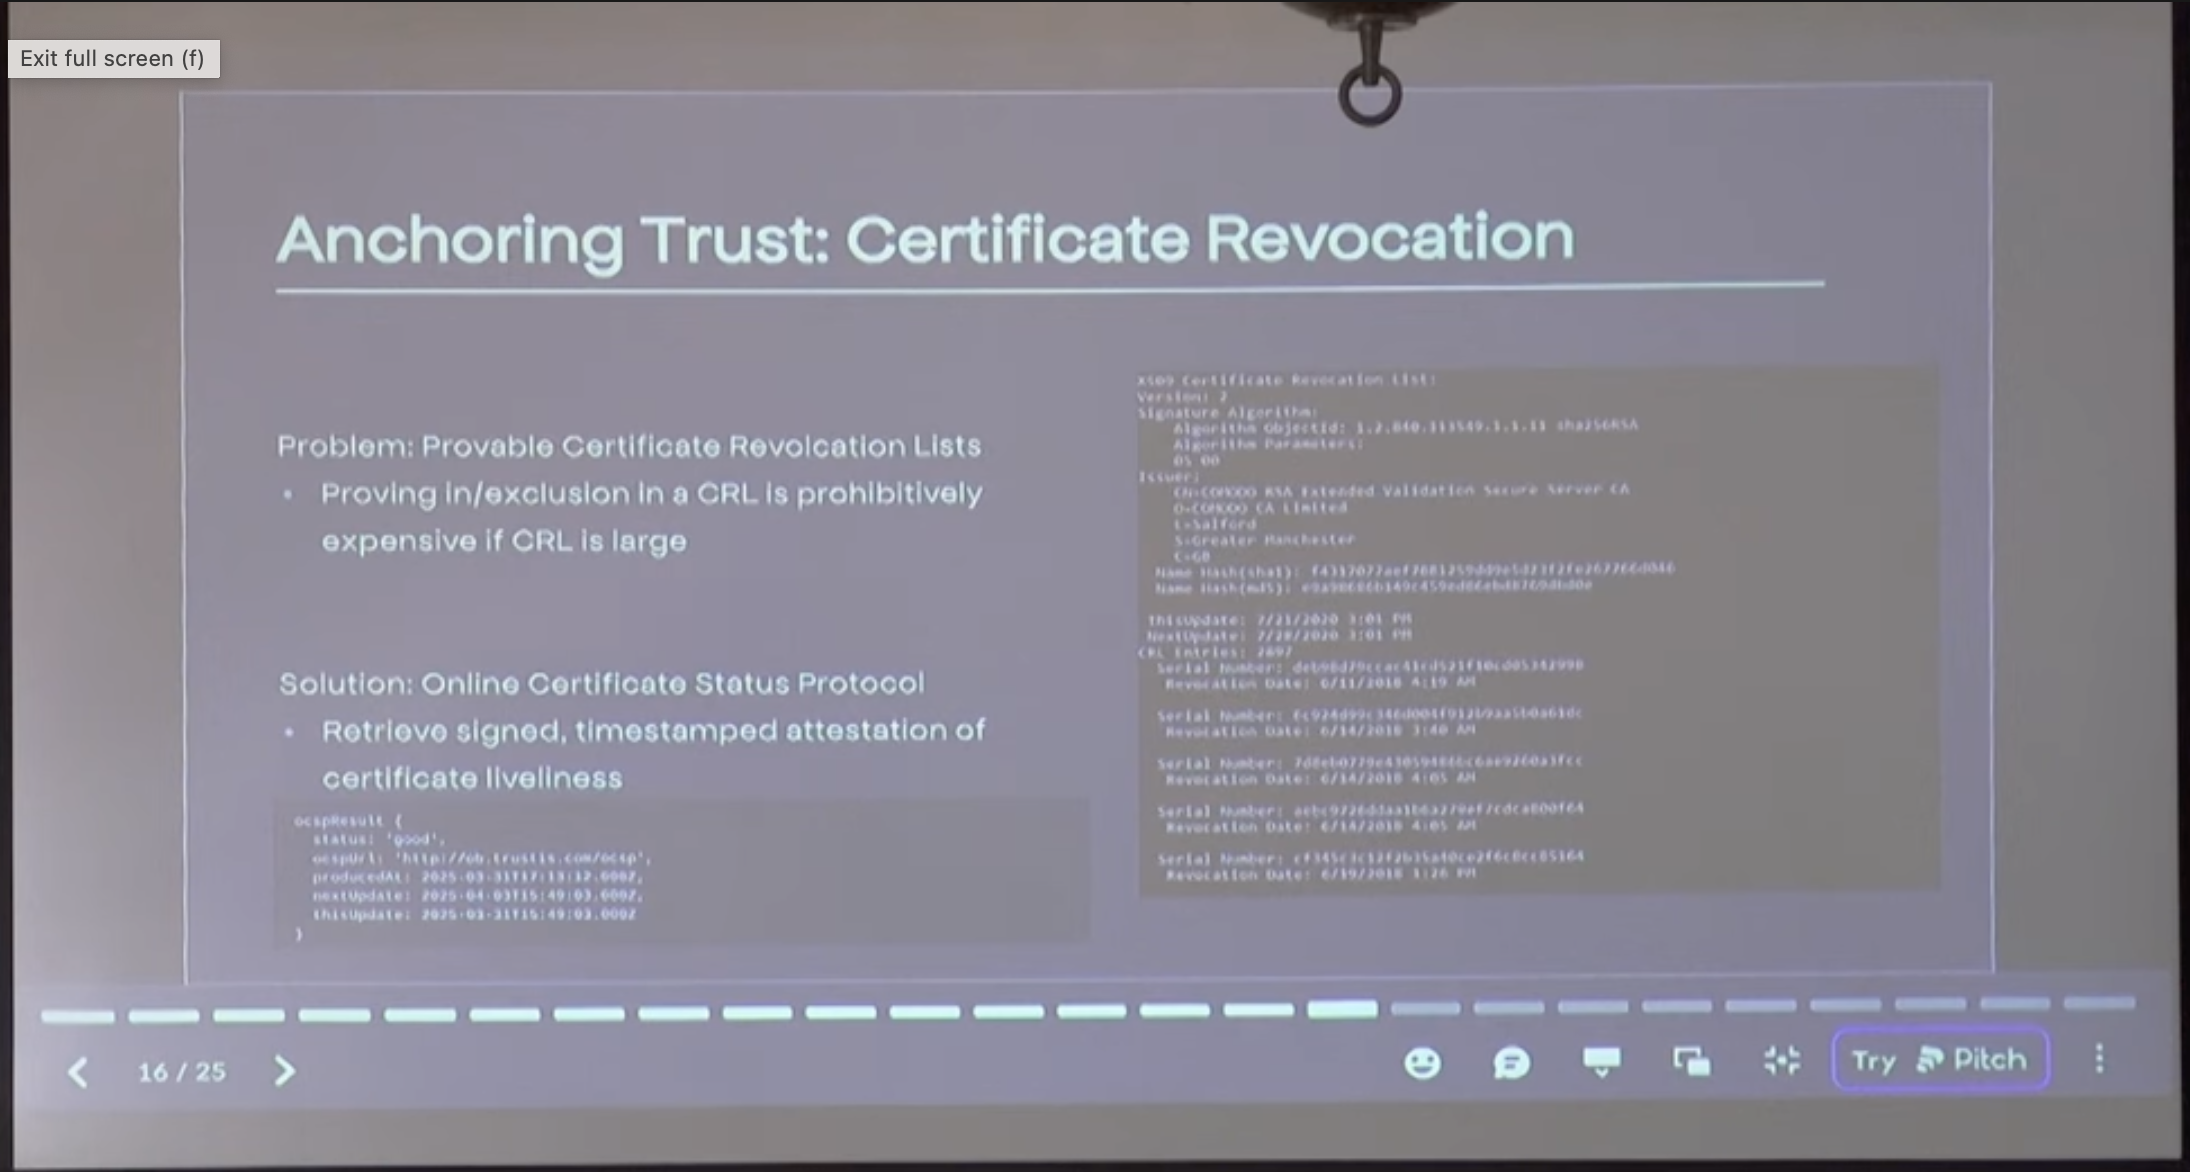 Exit full screen (f)
Anchoring Trust: Certificate Revocation
Problem: Provable Certificate Revolcation Lists
• Proving in/exclusion in a CRL is prohibitively
expensive if CRL is large
Solution: Online Certificate Status Protocol
• Retrieve signed, timestamped attestation of
certificate liveliness
ocspResult {
status: 'good',
ocspUrl: 'http://ob.trustis.com/ocsp',
producedAt: 2025-03-31T17:13:12.000Z,
nextUpdate: 2025-04-03T15:49:03.000Z,
thisUpdate: 2025-03-31T15:49:03.000Z
}
X509 Certificate Revocation List:
Version: 2
Signature Algorithm:
Algorithm ObjectId: 1.2.840.113549.1.1.11 sha256RSA
Algorithm Parameters:
05 00
Issuer:
CN=COMODO RSA Extended Validation Secure Server CA
O=COMODO CA Limited
L=Salford
S=Greater Manchester
C=GB
Name Hash(sha1):
Name Hash(md5):
ThisUpdate: 7/21/2020 3:01 PM
NextUpdate: 7/28/2020 3:01 PM
CRL Entries: 2897
Serial Number:
Revocation Date: 6/11/2018 4:19 AM
Serial Number:
Revocation Date: 6/14/2018 3:40 AM
Serial Number:
Revocation Date: 6/14/2018 4:05 AM
Serial Number:
Revocation Date: 6/14/2018 4:05 AM
Serial Number:
Revocation Date: 6/19/2018 1:26 PM
16 / 25
Try Pitch